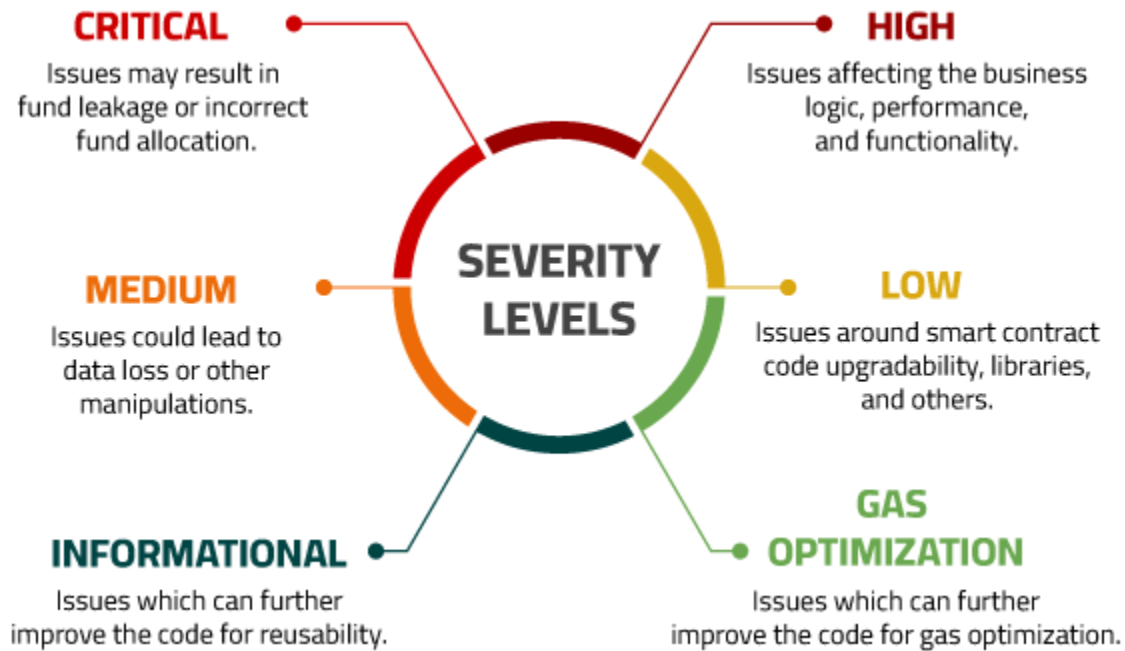 CRITICAL
Issues may result in
fund leakage or incorrect
fund allocation.
HIGH
Issues affecting the business
logic, performance,
and functionality.
SEVERITY
LEVELS
MEDIUM
Issues could lead to
data loss or other
manipulations.
LOW
Issues around smart contract
code upgradability, libraries,
and others.
INFORMATIONAL
Issues which can further
improve the code for reusability.
GAS
OPTIMIZATION
Issues which can further
improve the code for gas optimization.